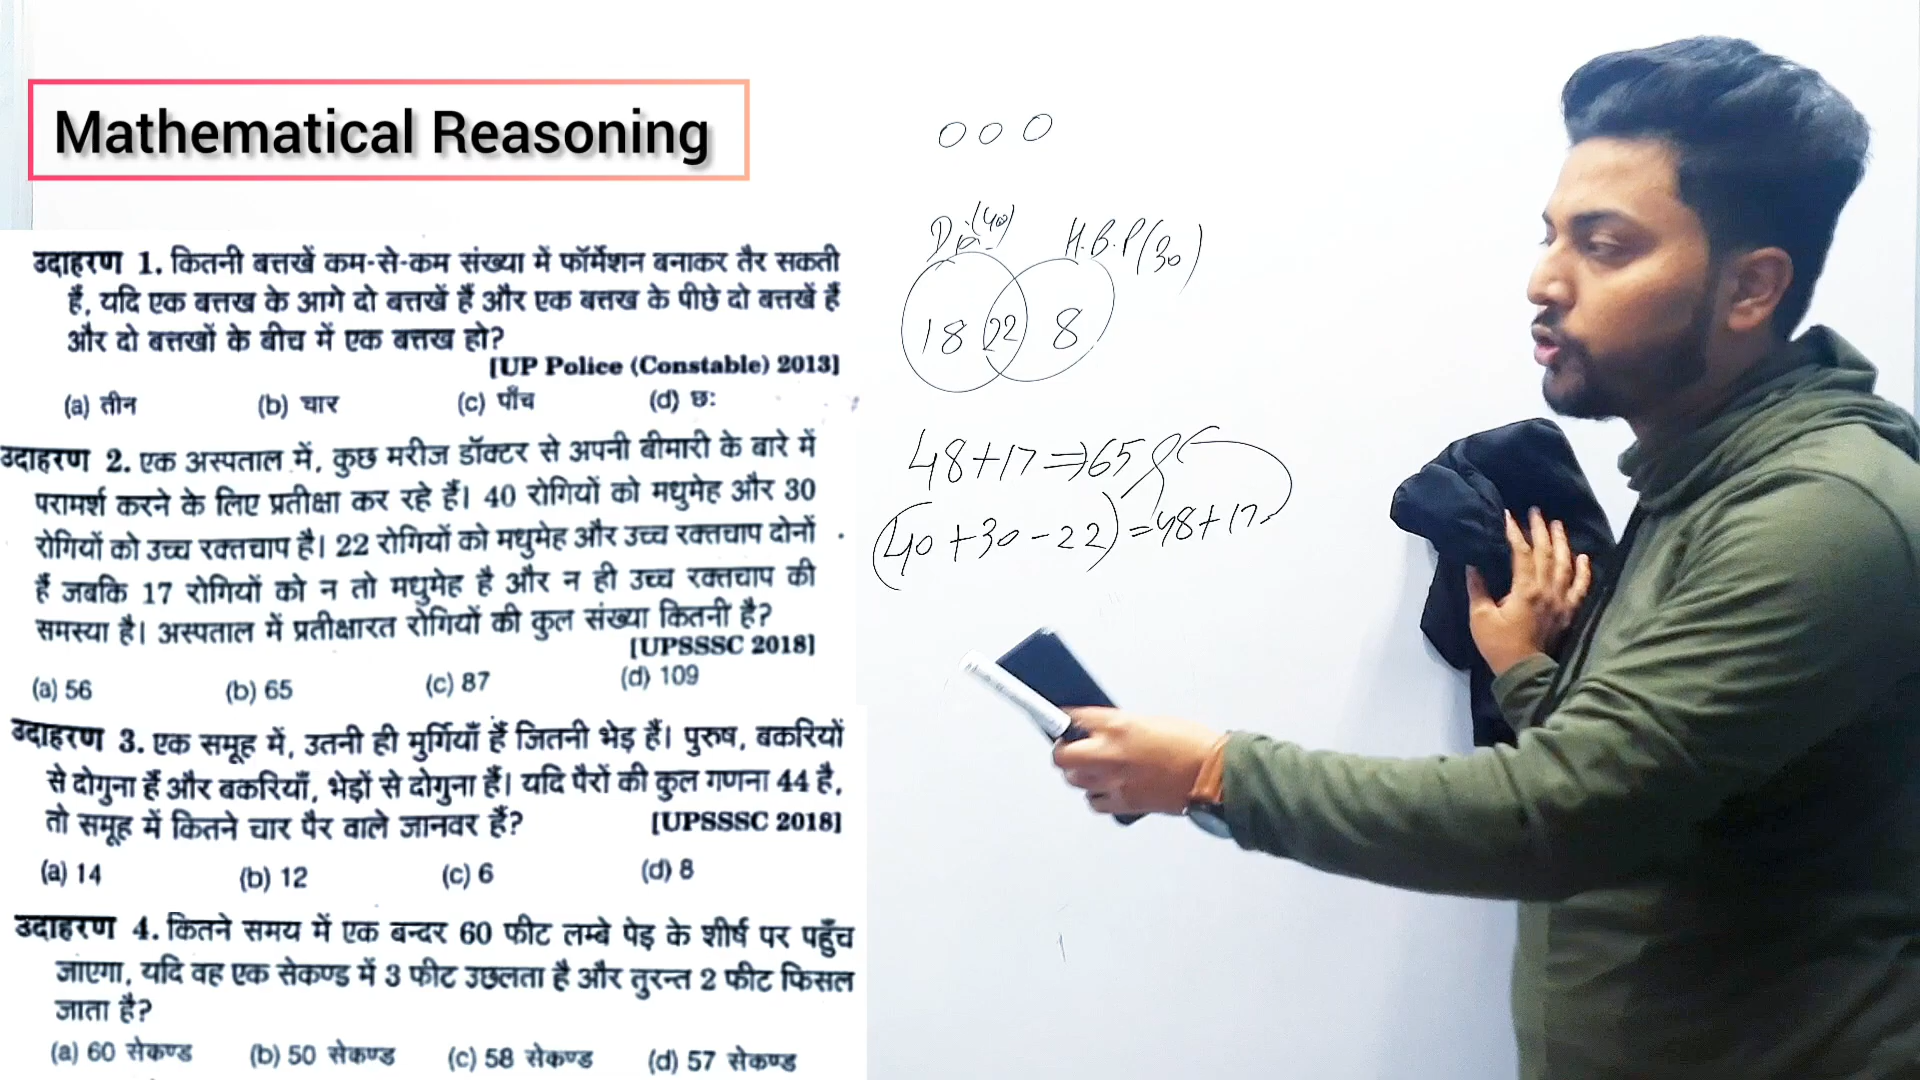 Mathematical Reasoning
उदाहरण 1. कितनी बत्तखें कम-से-कम संख्या में फॉर्मेशन बनाकर तैर सकती
हैं, यदि एक बत्तख के आगे दो बत्तखें हैं और एक बत्तख के पीछे दो बत्तखें हैं
और दो बत्तखों के बीच में एक बत्तख हो?
[UP Police (Constable) 2013]
(a) तीन (b) चार (c) पाँच (d) छः
उदाहरण 2. एक अस्पताल में, कुछ मरीज डॉक्टर से अपनी बीमारी के बारे में
परामर्श करने के लिए प्रतीक्षा कर रहे हैं। 40 रोगियों को मधुमेह और 30
रोगियों को उच्च रक्तचाप है। 22 रोगियों को मधुमेह और उच्च रक्तचाप दोनों
हैं जबकि 17 रोगियों को न तो मधुमेह है और न ही उच्च रक्तचाप की
समस्या है। अस्पताल में प्रतीक्षारत रोगियों की कुल संख्या कितनी है?
[UPSSSC 2018]
(a) 56 (b) 65 (c) 87 (d) 109
उदाहरण 3. एक समूह में, उतनी ही मुर्गियाँ हैं जितनी भेड़ हैं। पुरुष, बकरियों
से दोगुना हैं और बकरियाँ, भेड़ों से दोगुना हैं। यदि पैरों की कुल गणना 44 है,
तो समूह में कितने चार पैर वाले जानवर हैं? [UPSSSC 2018]
(a) 14 (b) 12 (c) 6 (d) 8
उदाहरण 4. कितने समय में एक बन्दर 60 फीट लम्बे पेड़ के शीर्ष पर पहुँच
जाएगा, यदि वह एक सेकण्ड में 3 फीट उछलता है और तुरन्त 2 फीट फिसल
जाता है?
(a) 60 सेकण्ड (b) 50 सेकण्ड (c) 58 सेकण्ड (d) 57 सेकण्ड
Dia. (40) H.B.P (30)
18 22 8
48+17⇒65
(40+30-22)=48+17